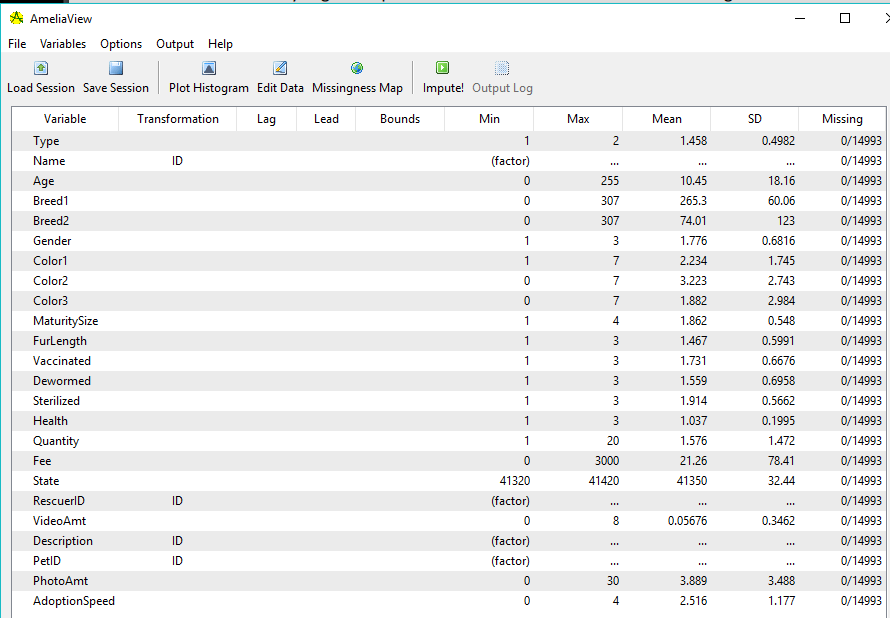 AmeliaView
File Variables Options Output Help
Load Session Save Session Plot Histogram Edit Data Missingness Map Impute! Output Log
Variable Transformation Lag Lead Bounds Min Max Mean SD Missing
Type 1 2 1.458 0.4982 0/14993
Name ID (factor) ... ... ... 0/14993
Age 0 255 10.45 18.16 0/14993
Breed1 0 307 265.3 60.06 0/14993
Breed2 0 307 74.01 123 0/14993
Gender 1 3 1.776 0.6816 0/14993
Color1 1 7 2.234 1.745 0/14993
Color2 0 7 3.223 2.743 0/14993
Color3 0 7 1.882 2.984 0/14993
MaturitySize 1 4 1.862 0.548 0/14993
FurLength 1 3 1.467 0.5991 0/14993
Vaccinated 1 3 1.731 0.6676 0/14993
Dewormed 1 3 1.559 0.6958 0/14993
Sterilized 1 3 1.914 0.5662 0/14993
Health 1 3 1.037 0.1995 0/14993
Quantity 1 20 1.576 1.472 0/14993
Fee 0 3000 21.26 78.41 0/14993
State 41320 41420 41350 32.44 0/14993
RescuerID ID (factor) ... ... ... 0/14993
VideoAmt 0 8 0.05676 0.3462 0/14993
Description ID (factor) ... ... ... 0/14993
PetID ID (factor) ... ... ... 0/14993
PhotoAmt 0 30 3.889 3.488 0/14993
AdoptionSpeed 0 4 2.516 1.177 0/14993